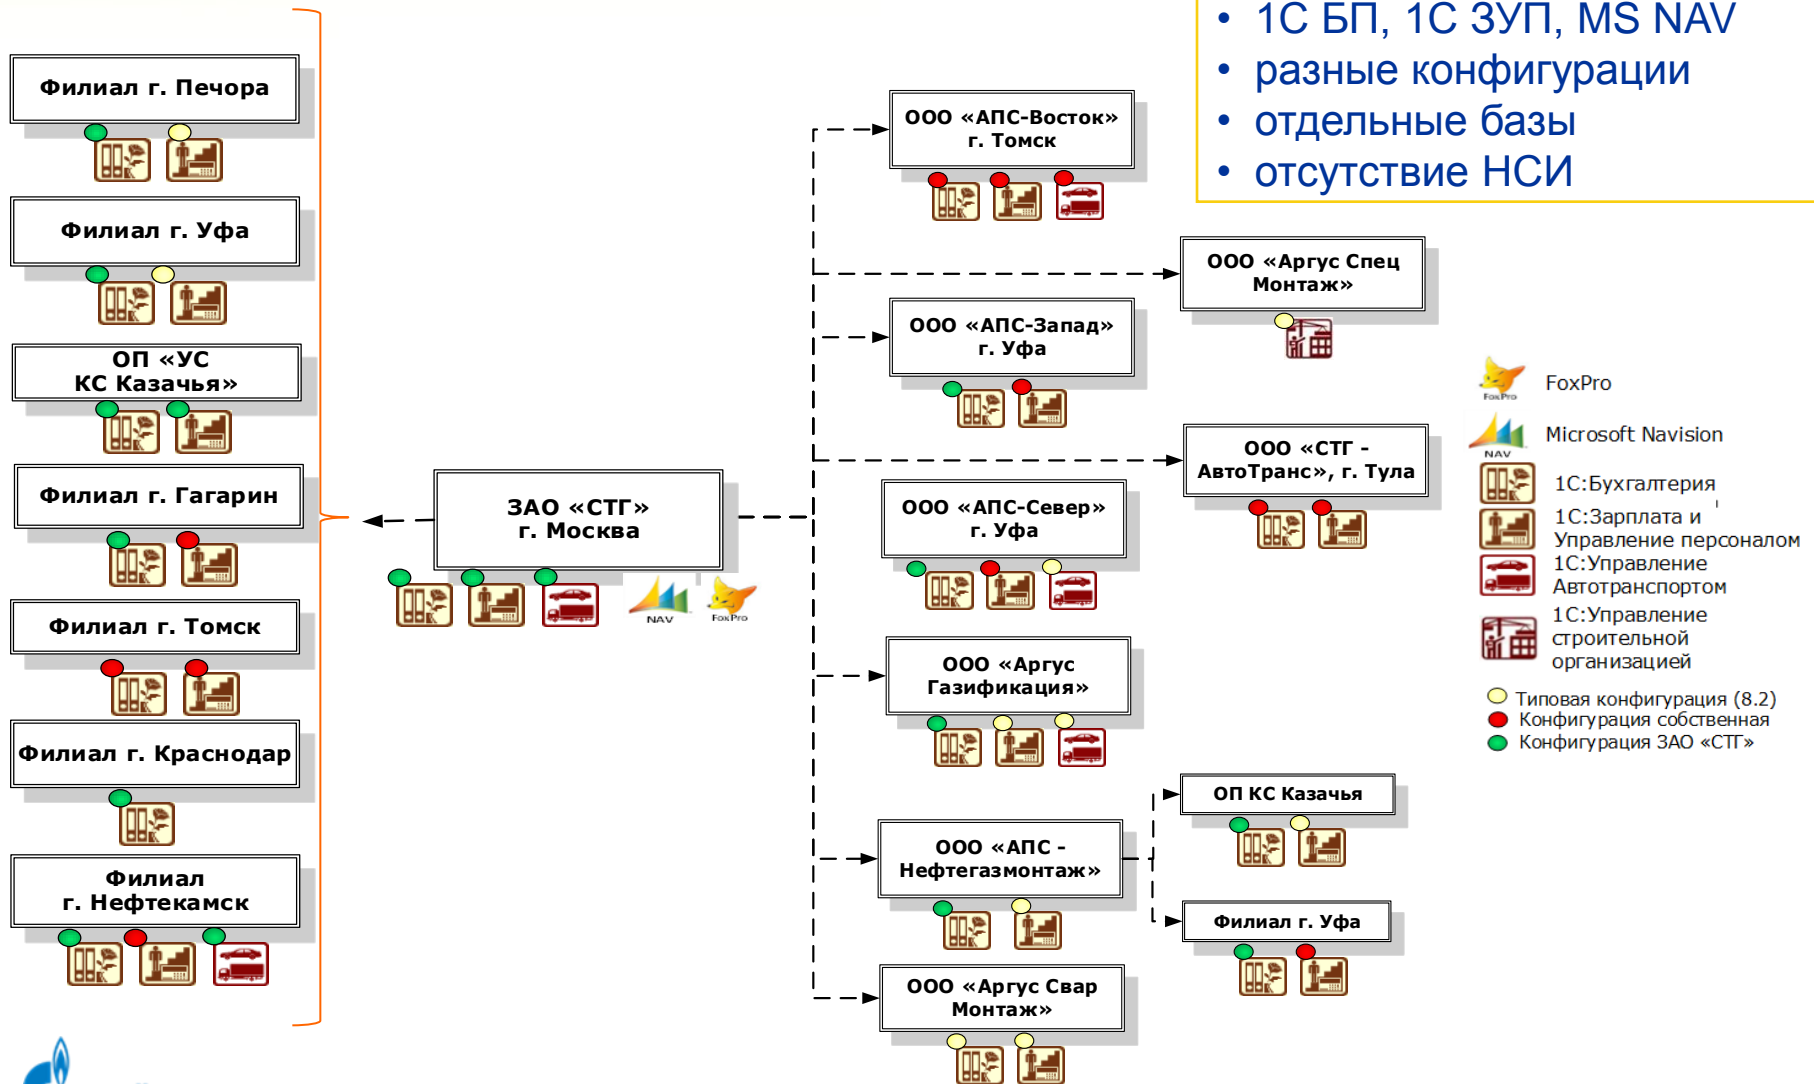 • 1С БП, 1С ЗУП, MS NAV
• разные конфигурации
• отдельные базы
• отсутствие НСИ
Филиал г. Печора
Филиал г. Уфа
ОП «УС
КС Казачья»
Филиал г. Гагарин
Филиал г. Томск
Филиал г. Краснодар
Филиал
г. Нефтекамск
ЗАО «СТГ»
г. Москва
NAV
FoxPro
ООО «АПС-Восток»
г. Томск
ООО «Аргус Спец
Монтаж»
ООО «АПС-Запад»
г. Уфа
ООО «СТГ -
АвтоТранс», г. Тула
ООО «АПС-Север»
г. Уфа
ООО «Аргус
Газификация»
ООО «АПС -
Нефтегазмонтаж»
ОП КС Казачья
Филиал г. Уфа
ООО «Аргус Свар
Монтаж»
FoxPro
FoxPro
NAV
Microsoft Navision
1С:Бухгалтерия
1С:Зарплата и
Управление персоналом
1С:Управление
Автотранспортом
1С:Управление
строительной
организацией
Типовая конфигурация (8.2)
Конфигурация собственная
Конфигурация ЗАО «СТГ»